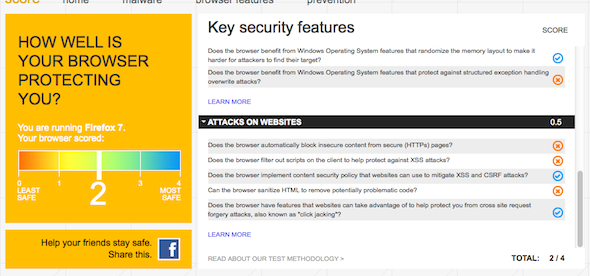 SCORE home malware browser features prevention
HOW WELL IS
YOUR BROWSER
PROTECTING
YOU?
You are running Firefox 7.
Your browser scored:
0 1 2 3 4
LEAST
SAFE
MOST
SAFE
Help your friends stay safe.
Share this.
Key security features
SCORE
Does the browser benefit from Windows Operating System features that randomize the memory layout to make it
harder for attackers to find their target?
Does the browser benefit from Windows Operating System features that protect against structured exception handling
overwrite attacks?
LEARN MORE
ATTACKS ON WEBSITES 0.5
Does the browser automatically block insecure content from secure (HTTPs) pages?
Does the browser filter out scripts on the client to help protect against XSS attacks?
Does the browser implement content security policy that websites can use to mitigate XSS and CSRF attacks?
Can the browser sanitize HTML to remove potentially problematic code?
Does the browser have features that websites can take advantage of to help protect you from cross site request
forgery attacks, also known as "click jacking"?
LEARN MORE
READ ABOUT OUR TEST METHODOLOGY >
TOTAL: 2 / 4